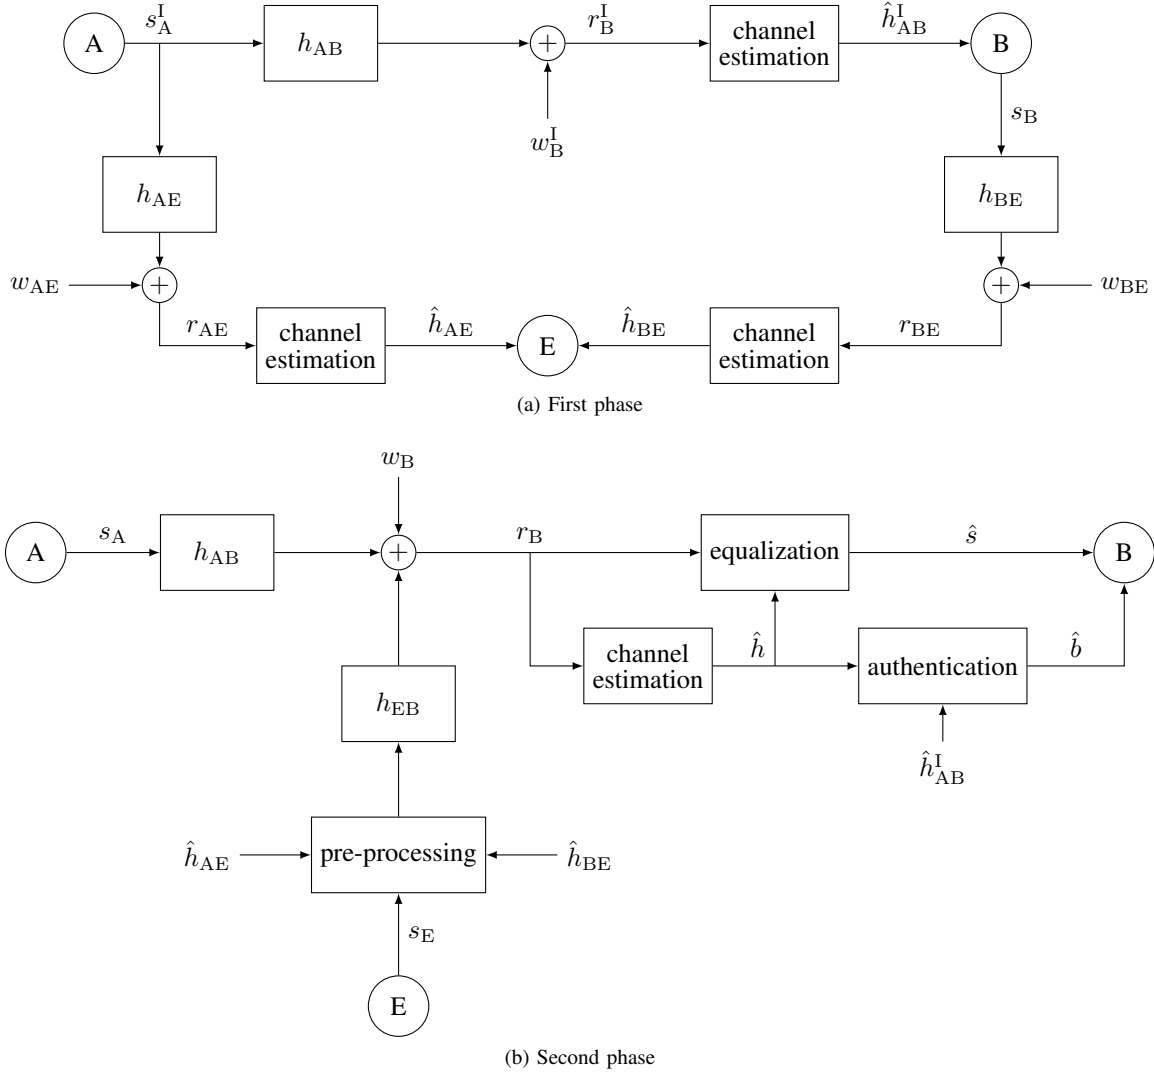 A
s_A^I
h_AB
+
w_B^I
r_B^I
channel
estimation
ĥ_AB^I
B
s_B
h_AE
h_BE
w_AE
+
+
w_BE
r_AE
channel
estimation
ĥ_AE
E
ĥ_BE
channel
estimation
r_BE
(a) First phase
w_B
A
s_A
h_AB
+
r_B
equalization
ŝ
B
channel
estimation
ĥ
authentication
b̂
h_EB
ĥ_AB^I
ĥ_AE
pre-processing
ĥ_BE
s_E
E
(b) Second phase